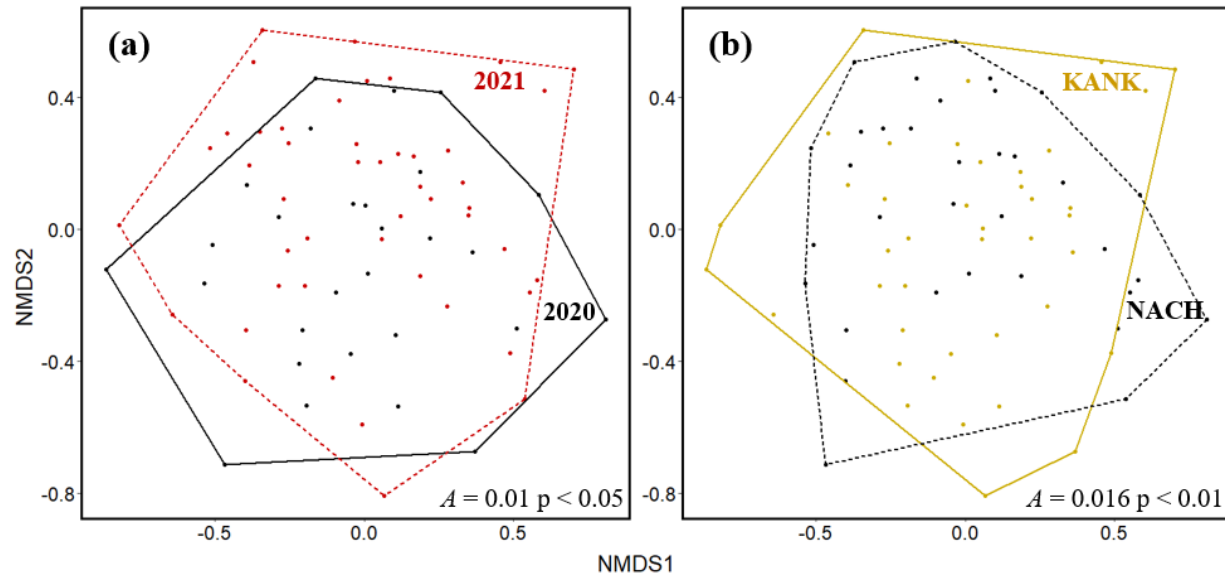 (a)
(b)
2021
KANK
2020
NACH
0.4
0.0
-0.4
-0.8
NMDS2
A = 0.01 p < 0.05
A = 0.016 p < 0.01
-0.5 0.0 0.5
-0.5 0.0 0.5
NMDS1